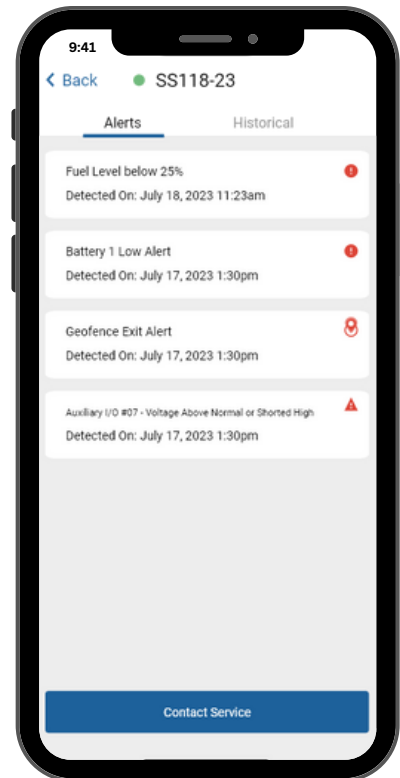 9:41
Back SS118-23
Alerts Historical
Fuel Level below 25%
Detected On: July 18, 2023 11:23am
Battery 1 Low Alert
Detected On: July 17, 2023 1:30pm
Geofence Exit Alert
Detected On: July 17, 2023 1:30pm
Auxiliary I/O #07 - Voltage Above Normal or Shorted High
Detected On: July 17, 2023 1:30pm
Contact Service